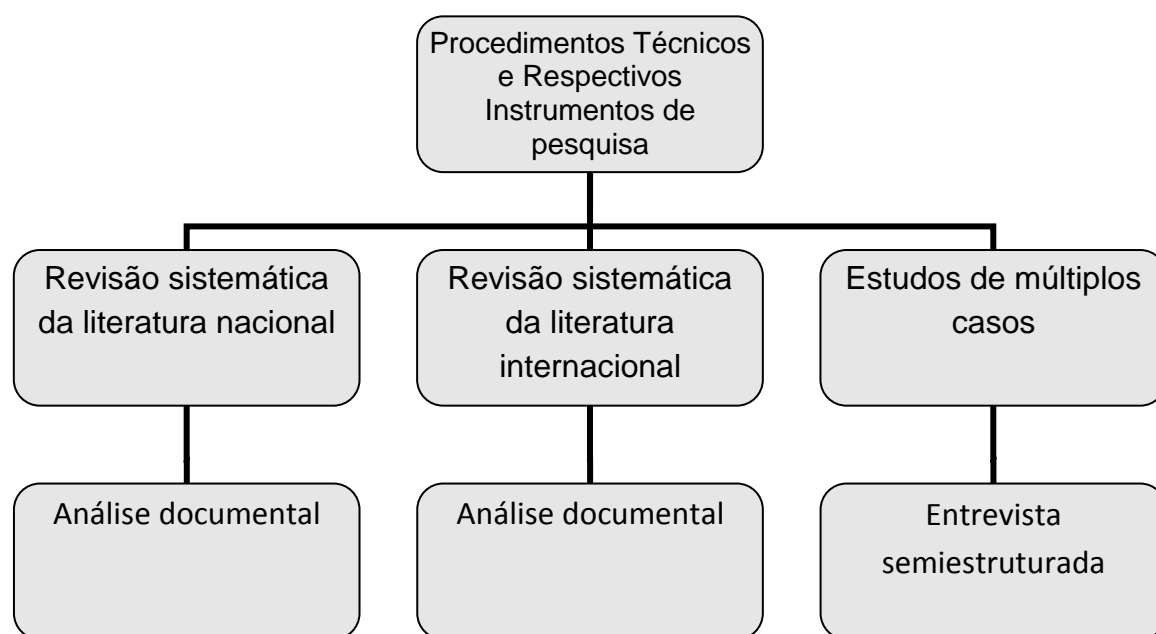 Procedimentos Técnicos
e Respectivos
Instrumentos de
pesquisa
Revisão sistemática
da literatura nacional
Revisão sistemática
da literatura
internacional
Estudos de múltiplos
casos
Análise documental
Análise documental
Entrevista
semiestruturada